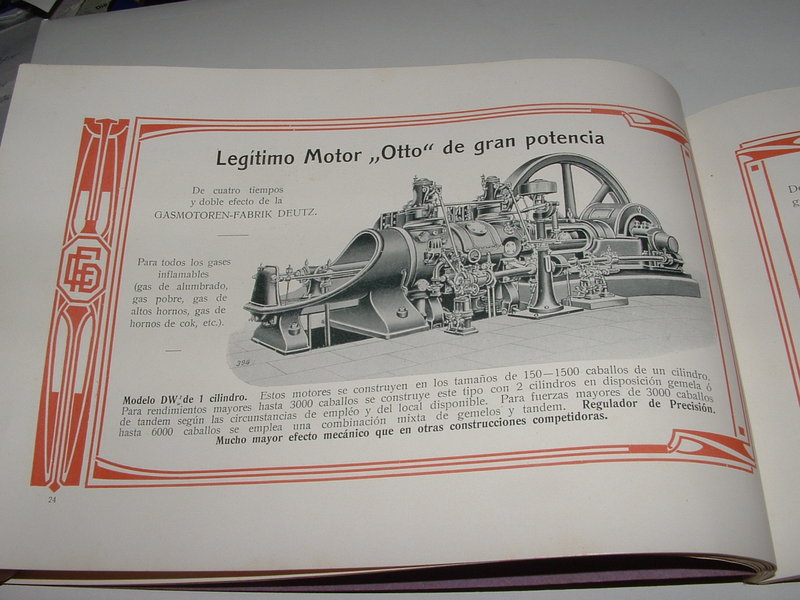 Legítimo Motor „Otto“ de gran potencia
De cuatro tiempos
y doble efecto de la
GASMOTOREN-FABRIK DEUTZ.
Para todos los gases
inflamables
(gas de alumbrado,
gas pobre, gas de
altos hornos, gas de
hornos de cok, etc.).
394
Modelo DW, de 1 cilindro. Estos motores se construyen en los tamaños de 150—1500 caballos de un cilindro.
Para rendimientos mayores hasta 3000 caballos se construye este tipo con 2 cilindros en disposición gemela ó
de tandem según las circunstancias de empléo y del local disponible. Para fuerzas mayores de 3000 caballos
hasta 6000 caballos se emplea una combinación mixta de gemelos y tandem. Regulador de Precisión.
Mucho mayor efecto mecánico que en otras construcciones competidoras.
24